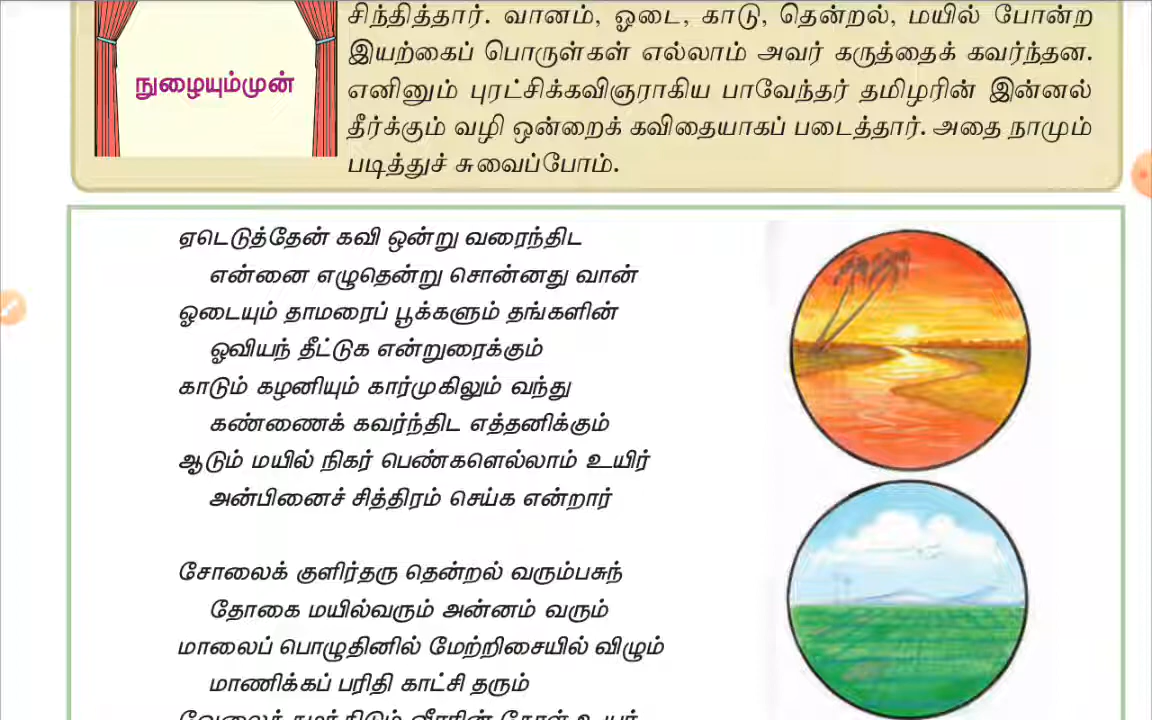 நுழையும்முன்
சிந்தித்தார். வானம், ஓடை, காடு, தென்றல், மயில் போன்ற
இயற்கைப் பொருள்கள் எல்லாம் அவர் கருத்தைக் கவர்ந்தன.
எனினும் புரட்சிக்கவிஞராகிய பாவேந்தர் தமிழரின் இன்னல்
தீர்க்கும் வழி ஒன்றைக் கவிதையாகப் படைத்தார். அதை நாமும்
படித்துச் சுவைப்போம்.
ஏடெடுத்தேன் கவி ஒன்று வரைந்திட
என்னை எழுதென்று சொன்னது வான்
ஓடையும் தாமரைப் பூக்களும் தங்களின்
ஓவியந் தீட்டுக என்றுரைக்கும்
காடும் கழனியும் கார்முகிலும் வந்து
கண்ணைக் கவர்ந்திட எத்தனிக்கும்
ஆடும் மயில் நிகர் பெண்களெல்லாம் உயிர்
அன்பினைச் சித்திரம் செய்க என்றார்
சோலைக் குளிர்தரு தென்றல் வரும்பசுந்
தோகை மயில்வரும் அன்னம் வரும்
மாலைப் பொழுதினில் மேற்றிசையில் விழும்
மாணிக்கப் பரிதி காட்சி தரும்